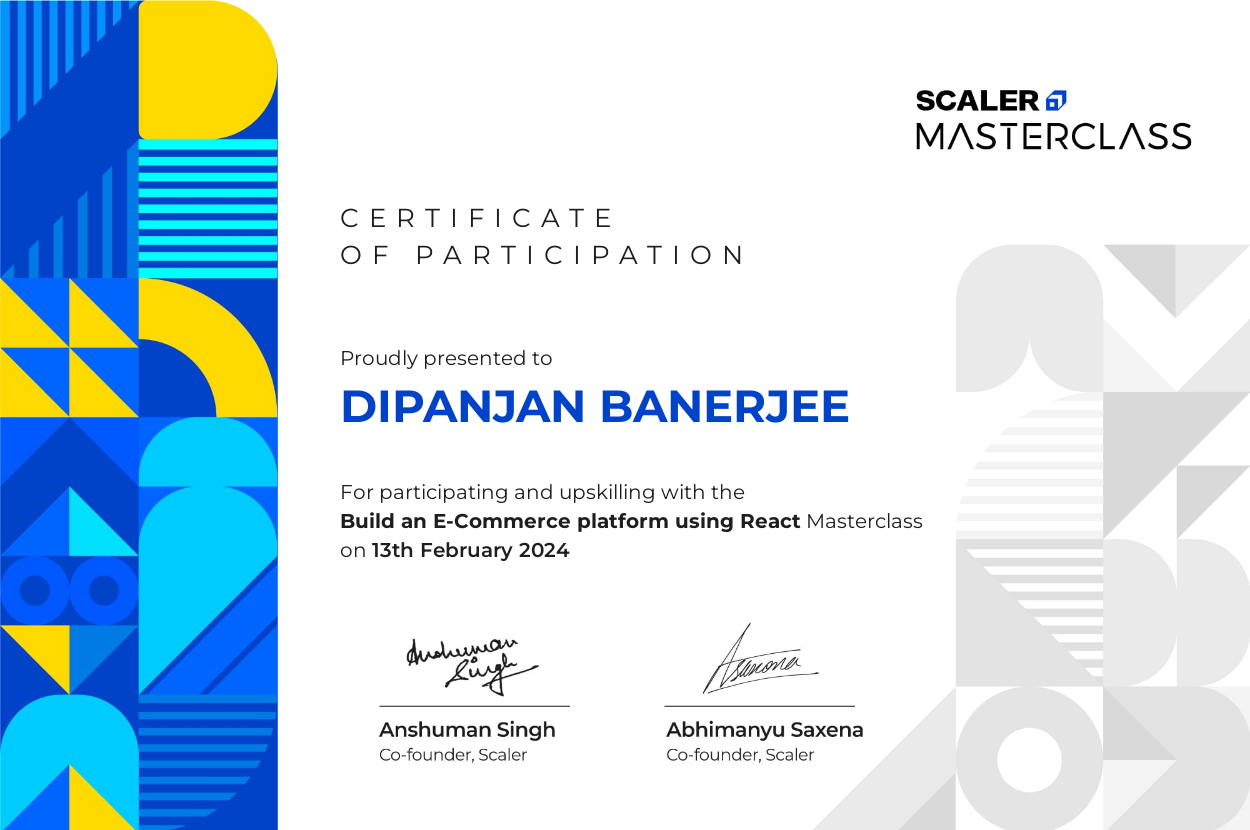 SCALER
MASTERCLASS
CERTIFICATE
OF PARTICIPATION
Proudly presented to
DIPANJAN BANERJEE
For participating and upskilling with the
Build an E-Commerce platform using React Masterclass
on 13th February 2024
Anshuman Singh
Asaxena
Anshuman Singh
Abhimanyu Saxena
Co-founder, Scaler
Co-founder, Scaler